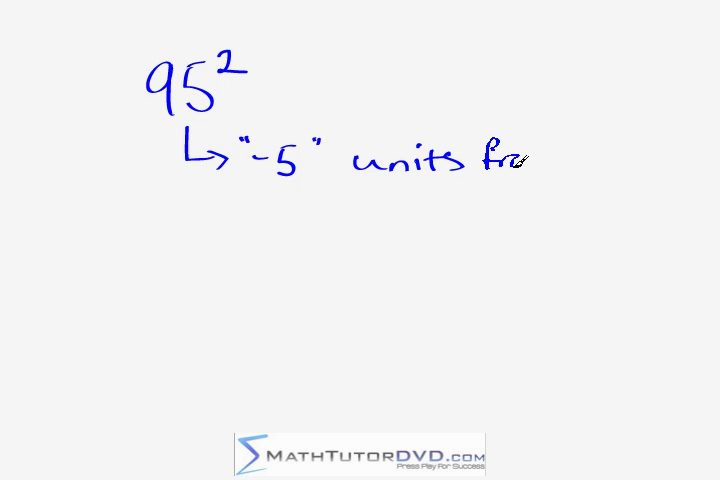 95²
↳ "-5" units fro
MATHTUTORDVD.COM
Press Play For Success